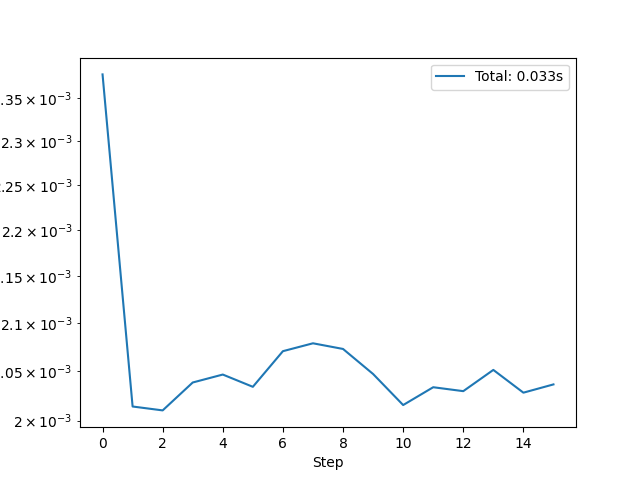 Total: 0.033s
.35 × 10⁻³
2.3 × 10⁻³
.25 × 10⁻³
2.2 × 10⁻³
.15 × 10⁻³
2.1 × 10⁻³
.05 × 10⁻³
2 × 10⁻³
0 2 4 6 8 10 12 14
Step